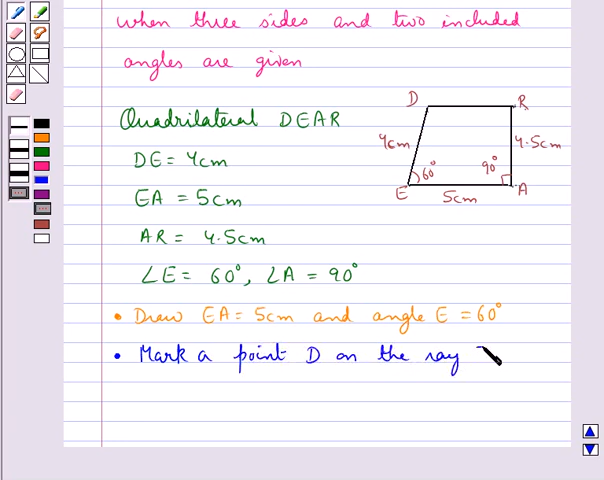 when three sides and two included
angles are given
Quadrilateral DEAR
DE = 4cm
EA = 5cm
AR = 4.5cm
∠E = 60°, ∠A = 90°
D
R
4cm
4.5cm
60°
90°
E
5cm
A
• Draw EA = 5cm and angle E = 60°
• Mark a point D on the ray